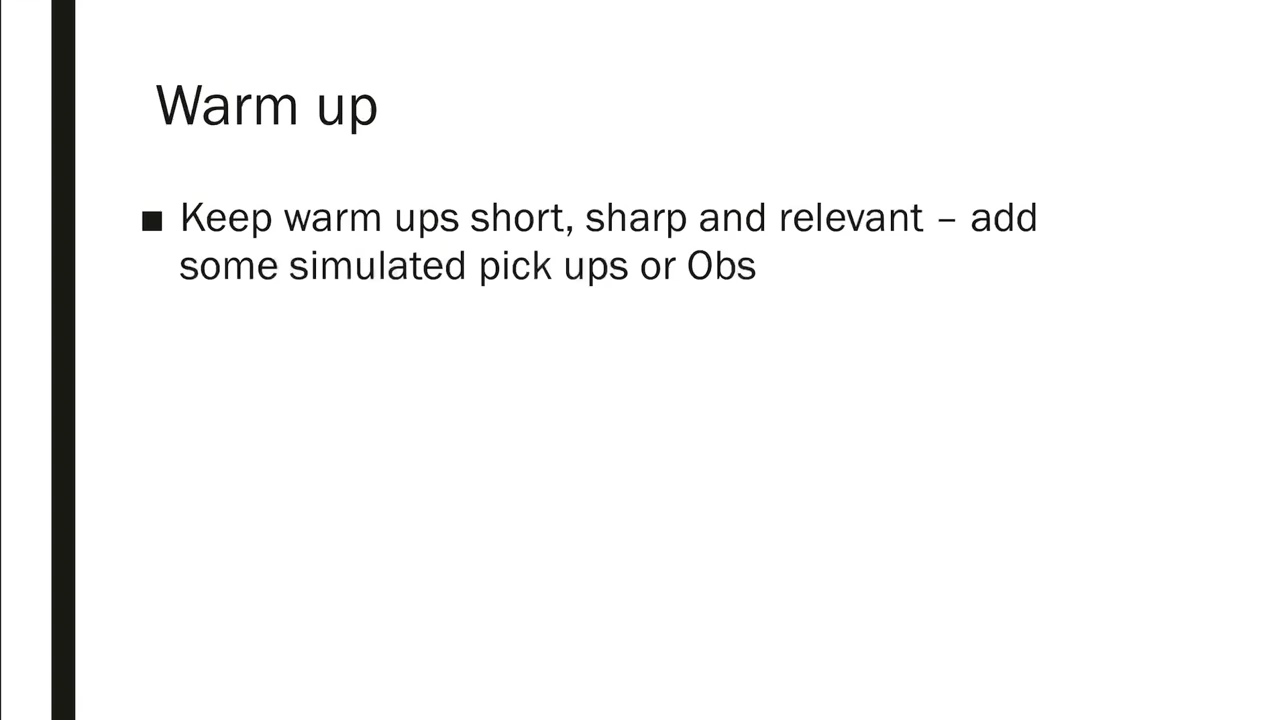 Warm up
■ Keep warm ups short, sharp and relevant – add
some simulated pick ups or Obs